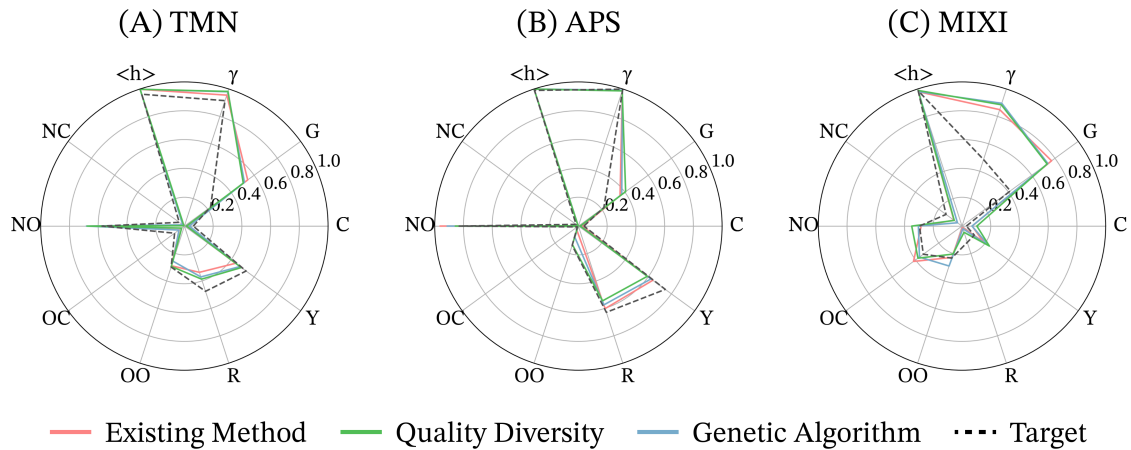 (A) TMN
(B) APS
(C) MIXI
<h>
γ
NC
G
1.0
0.8
0.6
0.4
0.2
NO
C
OC
Y
OO
R
<h>
γ
NC
G
1.0
0.8
0.6
0.4
0.2
NO
C
OC
Y
OO
R
<h>
γ
NC
G
1.0
0.8
0.6
0.4
0.2
NO
C
OC
Y
OO
R
Existing Method
Quality Diversity
Genetic Algorithm
Target